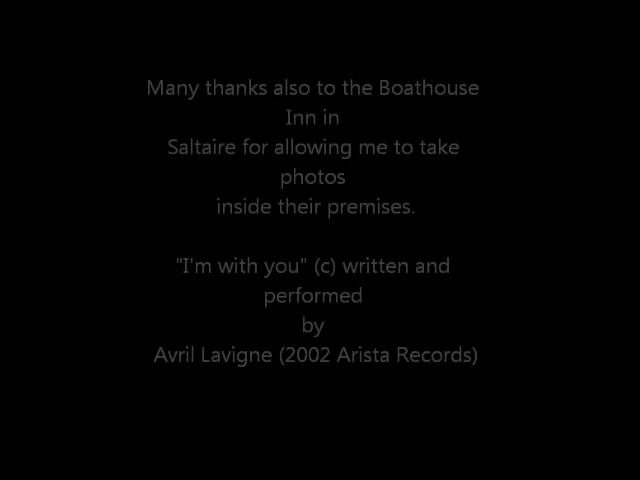 Many thanks also to the Boathouse
Inn in
Saltaire for allowing me to take
photos
inside their premises.
"I'm with you" (c) written and
performed
by
Avril Lavigne (2002 Arista Records)